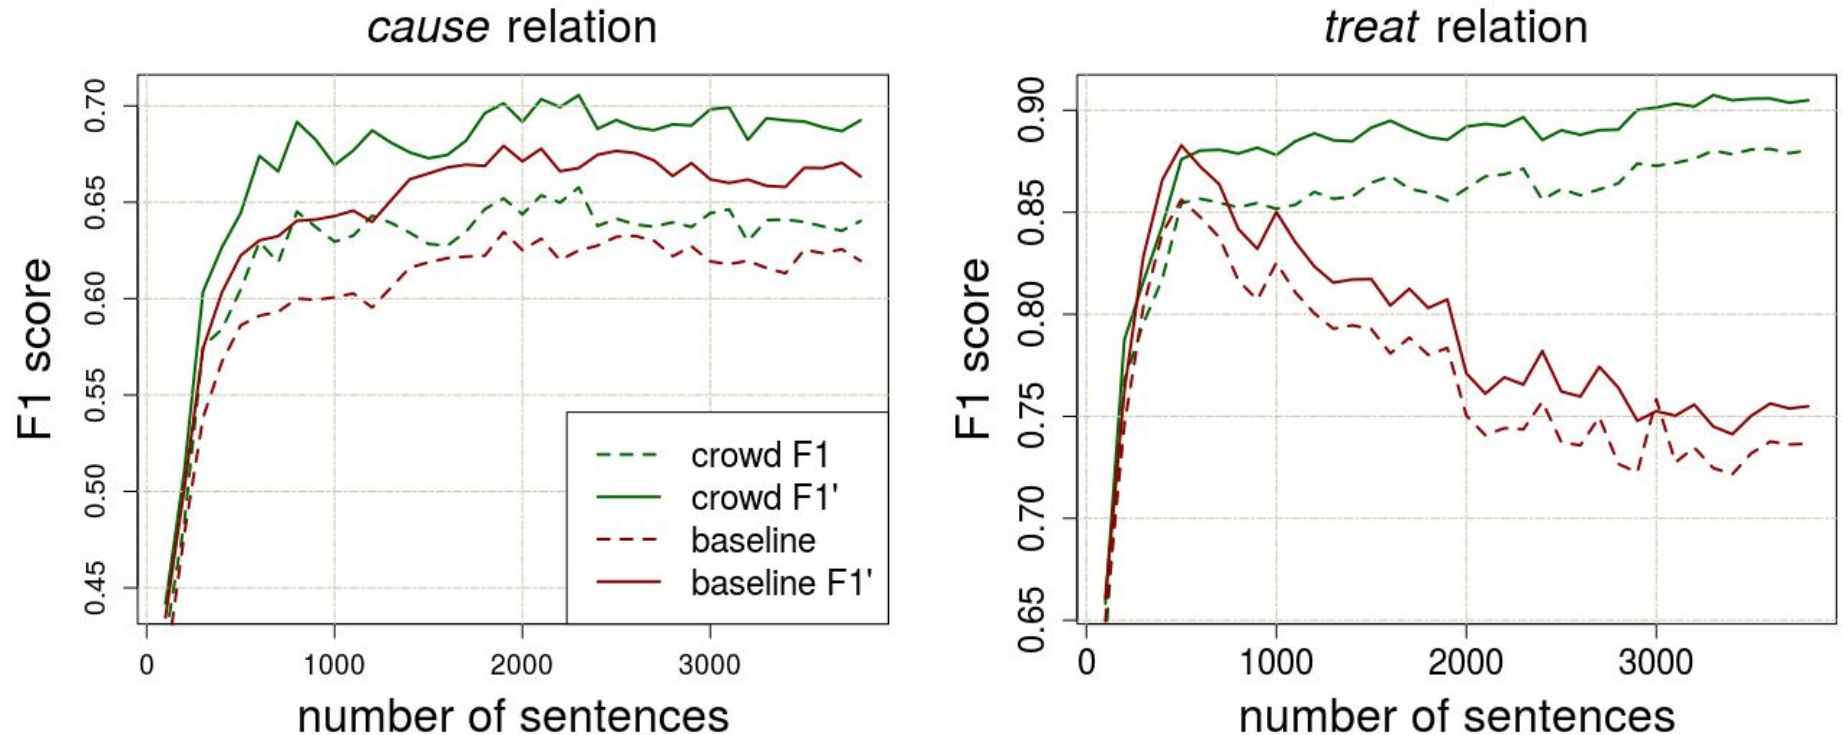 cause relation
F1 score
0.70
0.65
0.60
0.55
0.50
0.45
crowd F1
crowd F1'
baseline
baseline F1'
0 1000 2000 3000
number of sentences
treat relation
F1 score
0.90
0.85
0.80
0.75
0.70
0.65
0 1000 2000 3000
number of sentences